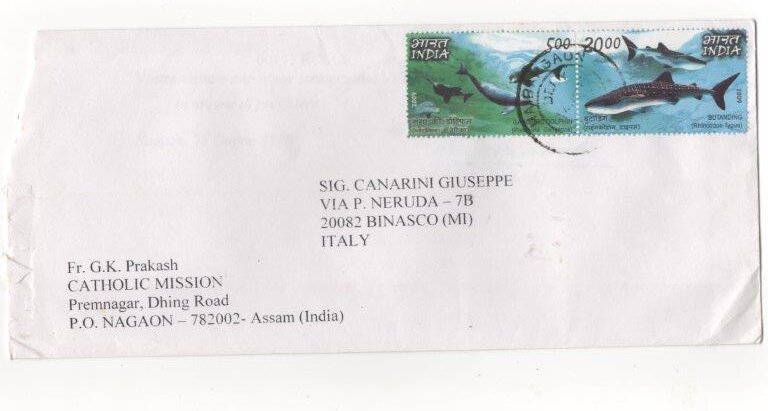 भारत 500 2000 भारत
INDIA INDIA
2009 2009
DOLPHIN BUTANDING
(Rhincodon Typus)
SIG. CANARINI GIUSEPPE
VIA P. NERUDA – 7B
20082 BINASCO (MI)
ITALY
Fr. G.K. Prakash
CATHOLIC MISSION
Premnagar, Dhing Road
P.O. NAGAON – 782002- Assam (India)